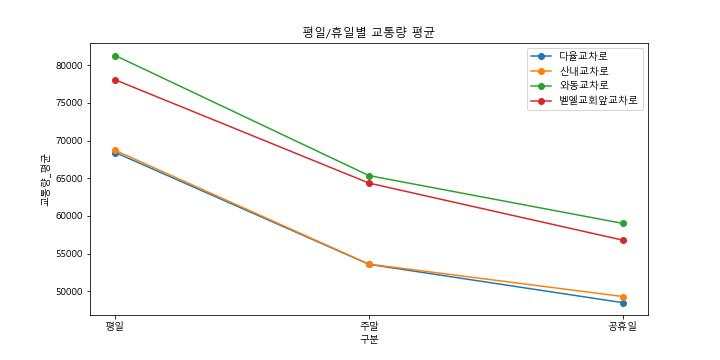 평일/휴일별 교통량 평균
다율교차로
산내교차로
와동교차로
벧엘교회앞교차로
교통량_평균
80000
75000
70000
65000
60000
55000
50000
평일
주말
공휴일
구분